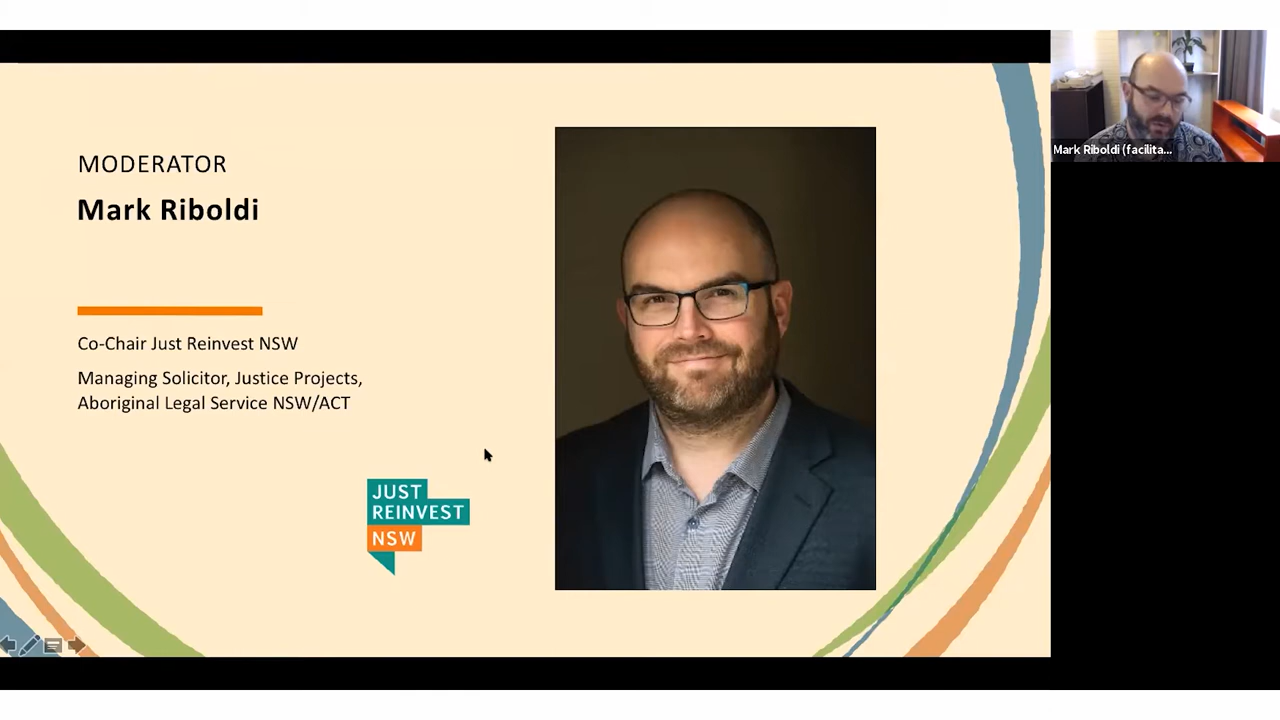 MODERATOR
Mark Riboldi
Co-Chair Just Reinvest NSW
Managing Solicitor, Justice Projects,
Aboriginal Legal Service NSW/ACT
JUST
REINVEST
NSW
Mark Riboldi (facilita...